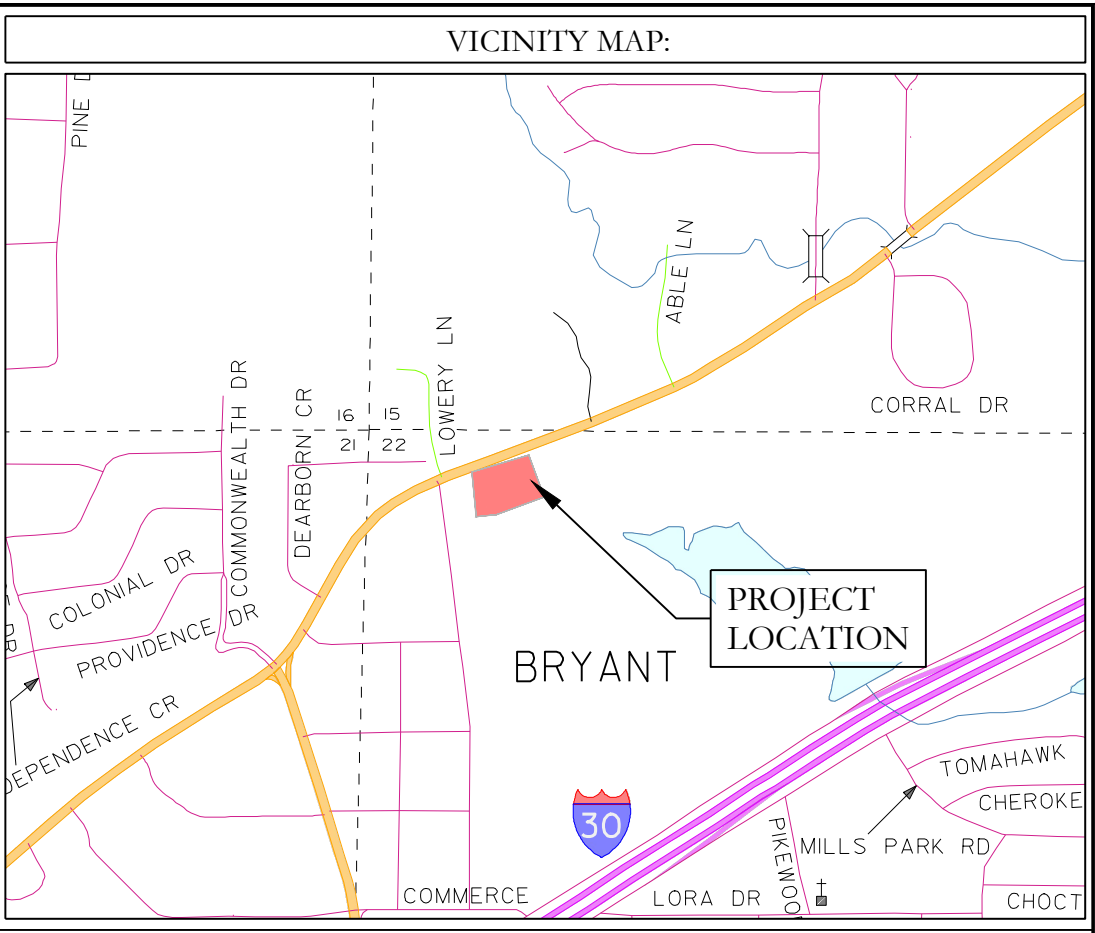 VICINITY MAP:
PINE
ABLE LN
LOWERY LN
COMMONWEALTH DR
DEARBORN CR
16 15
21 22
CORRAL DR
COLONIAL DR
PROVIDENCE DR
DR
DEPENDENCE CR
PROJECT
LOCATION
BRYANT
30
TOMAHAWK
CHEROKE
MILLS PARK RD
PIKEWOO
COMMERCE
LORA DR
CHOCT